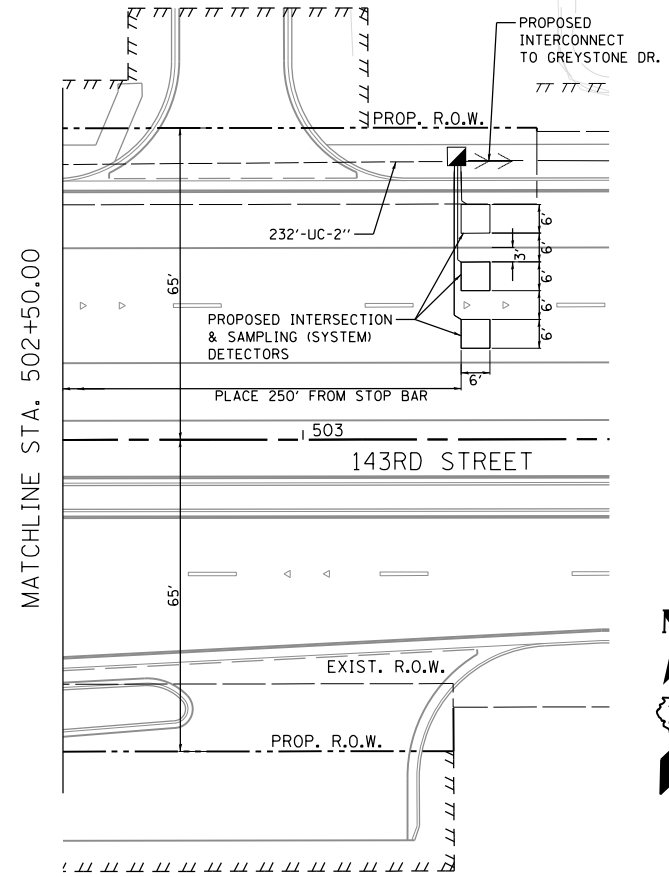 PROPOSED
INTERCONNECT
TO GREYSTONE DR.
PROP. R.O.W.
232'-UC-2''
6'
6'
3'
6'
6'
6'
65'
PROPOSED INTERSECTION
& SAMPLING (SYSTEM)
DETECTORS
6'
PLACE 250' FROM STOP BAR
503
143RD STREET
MATCHLINE STA. 502+50.00
65'
EXIST. R.O.W.
PROP. R.O.W.